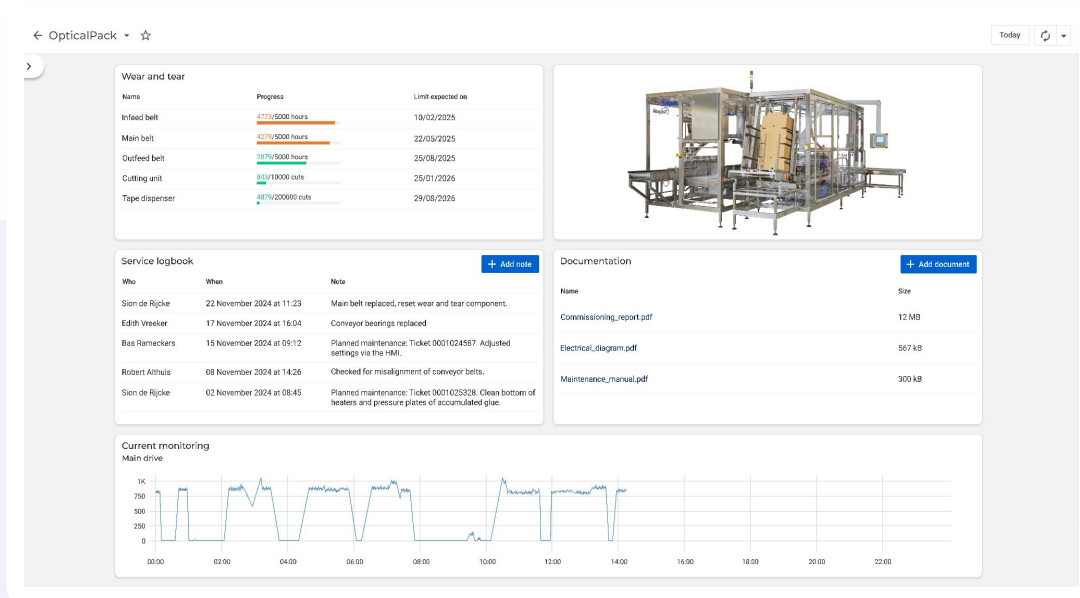 OpticalPack
Today
Wear and tear
Name Progress Limit expected on
Infeed belt 4773/5000 hours 10/02/2025
Main belt 4279/5000 hours 22/05/2025
Outfeed belt 2879/5000 hours 25/08/2025
Cutting unit 843/10000 cuts 25/01/2026
Tape dispenser 4879/200000 cuts 29/08/2026
Service logbook
+ Add note
Who When Note
Sion de Rijcke 22 November 2024 at 11:23 Main belt replaced, reset wear and tear component.
Edith Vreeker 17 November 2024 at 16:04 Conveyor bearings replaced
Bas Rameckers 15 November 2024 at 09:12 Planned maintenance: Ticket 0001024587. Adjusted
settings via the HMI.
Robert Althuis 08 November 2024 at 14:26 Checked for misalignment of conveyor belts.
Sion de Rijcke 02 November 2024 at 08:45 Planned maintenance: Ticket 0001025328. Clean bottom of
heaters and pressure plates of accumulated glue.
Documentation
+ Add document
Name Size
Commissioning_report.pdf 12 MB
Electrical_diagram.pdf 567 kB
Maintenance_manual.pdf 300 kB
Current monitoring
Main drive
1K
750
500
250
0
00:00 02:00 04:00 06:00 08:00 10:00 12:00 14:00 16:00 18:00 20:00 22:00